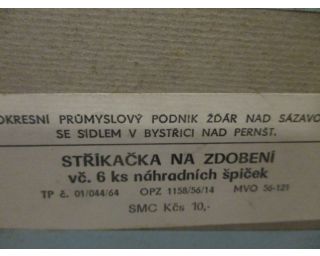 OKRESNÍ PRŮMYSLOVÝ PODNIK ŽĎÁR NAD SÁZAVO
SE SÍDLEM V BYSTŘICI NAD PERNŠT.
STŘÍKAČKA NA ZDOBENÍ
vč. 6 ks náhradních špiček
TP č. 01/044/64 OPZ 1158/56/14 MVO 56-121
SMC Kčs 10,-